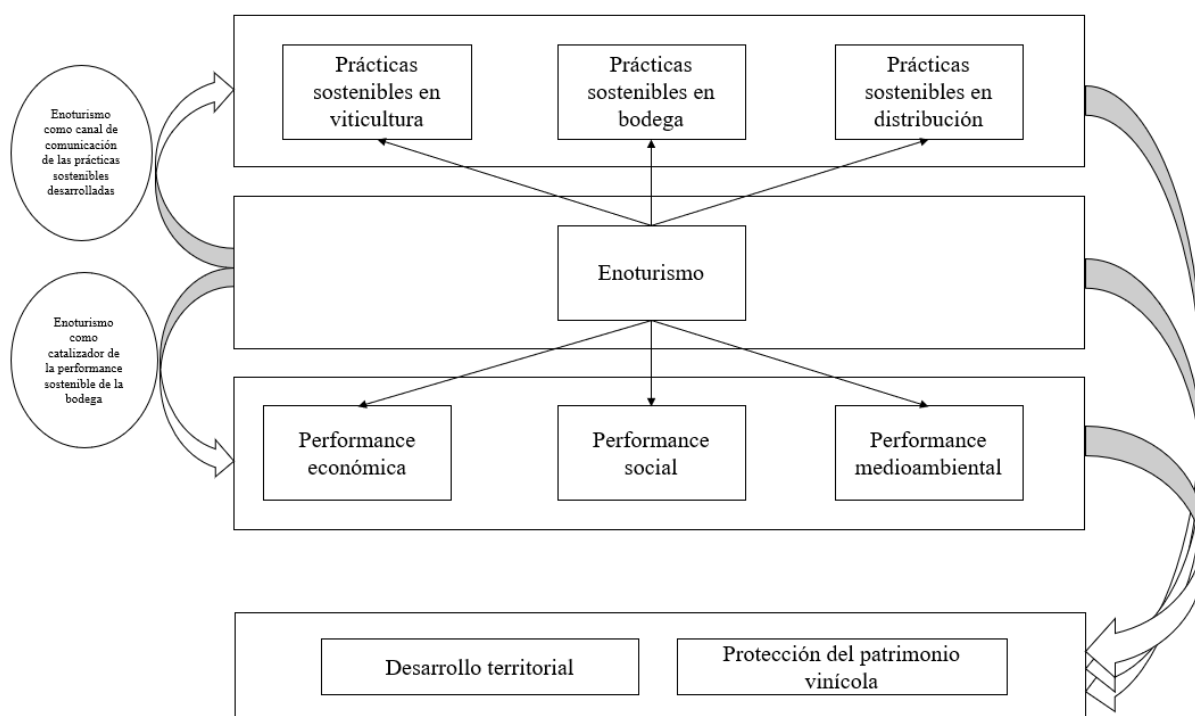 Prácticas
sostenibles en
viticultura
Prácticas
sostenibles en
bodega
Prácticas
sostenibles en
distribución
Enoturismo
como canal de
comunicación
de las prácticas
sostenibles
desarrolladas
Enoturismo
Enoturismo
como
catalizador de
la performance
sostenible de la
bodega
Performance
económica
Performance
social
Performance
medioambiental
Desarrollo territorial
Protección del patrimonio
vinícola